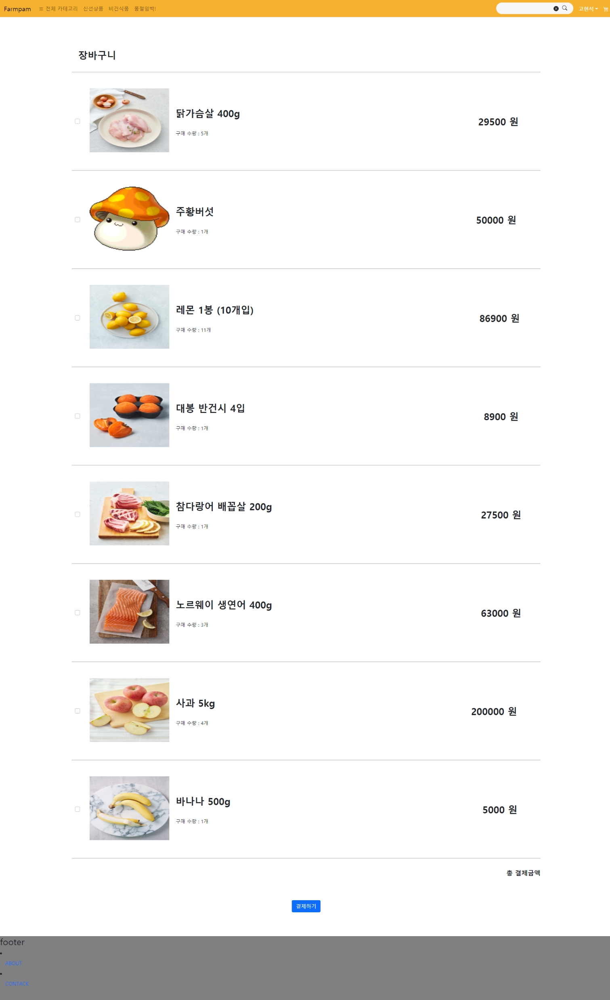 Farmpam 전체 카테고리 신선상품 비건식품 품절임박! 고현석
장바구니
닭가슴살 400g
구매 수량 : 5개
29500 원
주황버섯
구매 수량 : 1개
50000 원
레몬 1봉 (10개입)
구매 수량 : 11개
86900 원
대봉 반건시 4입
구매 수량 : 1개
8900 원
참다랑어 배꼽살 200g
구매 수량 : 1개
27500 원
노르웨이 생연어 400g
구매 수량 : 3개
63000 원
사과 5kg
구매 수량 : 4개
200000 원
바나나 500g
구매 수량 : 1개
5000 원
총 결제금액
결제하기
footer
ABOUT
CONTACK